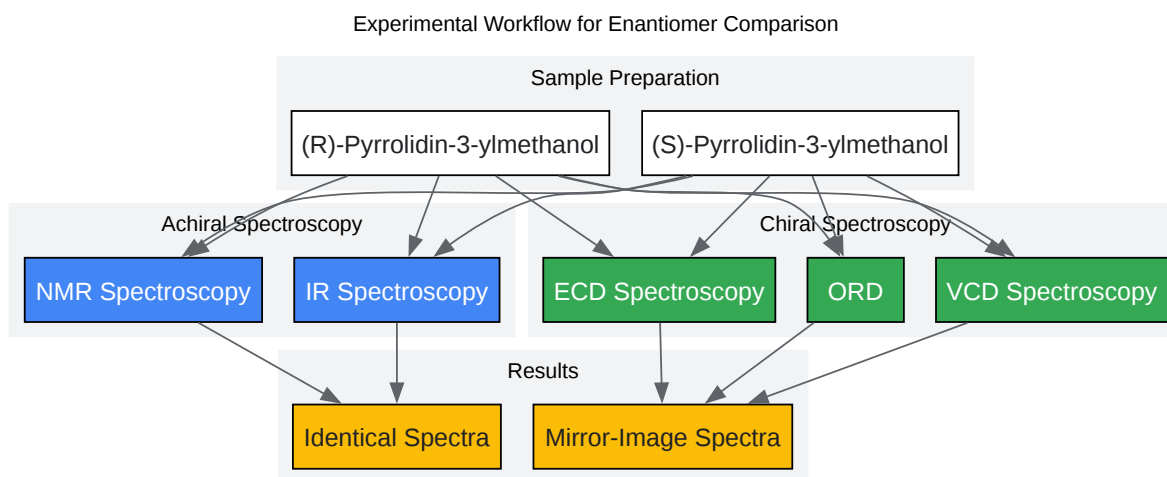 Experimental Workflow for Enantiomer Comparison
Sample Preparation
(R)-Pyrrolidin-3-ylmethanol
(S)-Pyrrolidin-3-ylmethanol
Achiral Spectroscopy
Chiral Spectroscopy
NMR Spectroscopy
IR Spectroscopy
ECD Spectroscopy
ORD
VCD Spectroscopy
Results
Identical Spectra
Mirror-Image Spectra